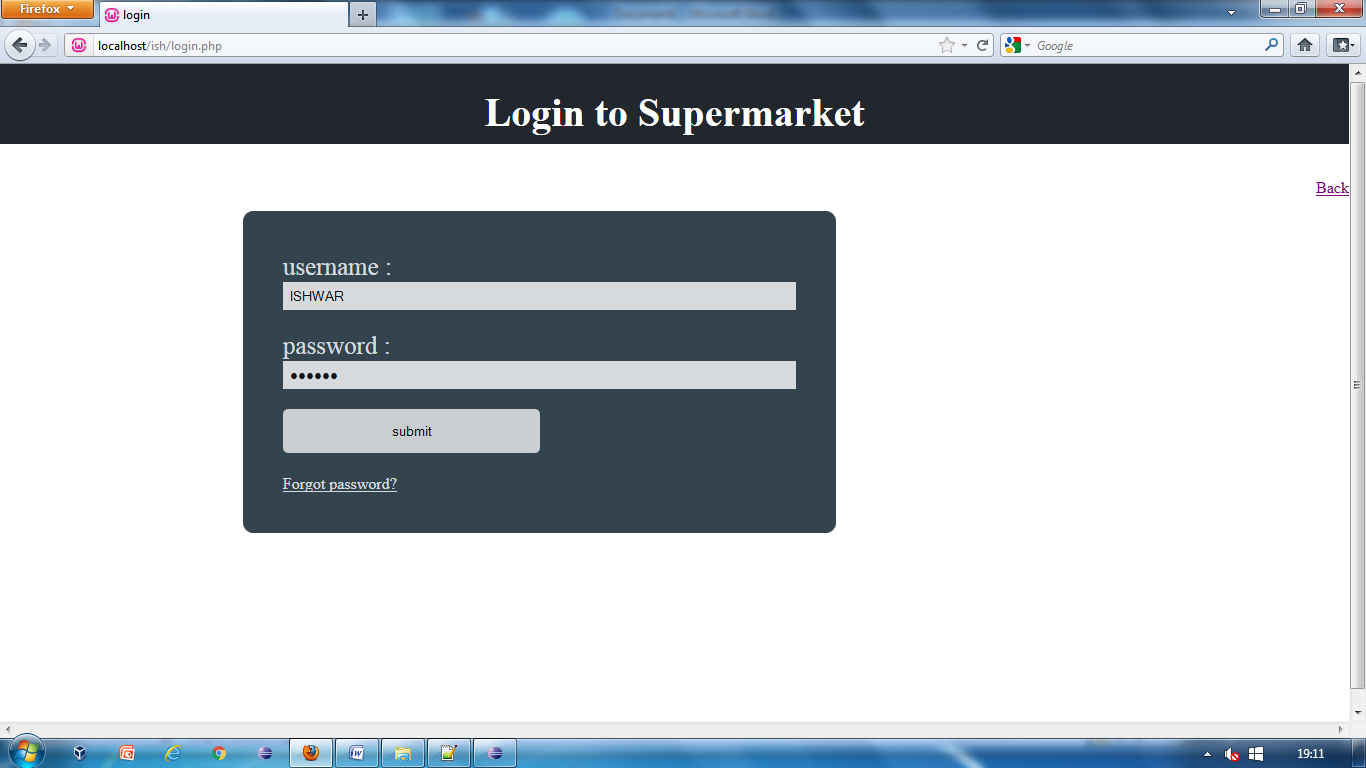 Firefox
login
localhost/ish/login.php
Google
Login to Supermarket
Back
username :
ISHWAR
password :
••••••
submit
Forgot password?
19:11